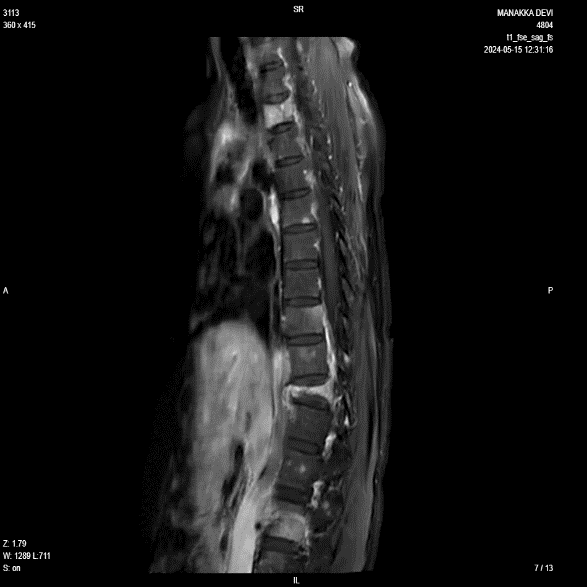 3113
360 x 415
SR
MANAKKA DEVI
4804
t1_fse_sag_fs
2024-05-15 12:31:16
A
P
Z: 1.79
W: 1289 L:711
S: on
IL
7 / 13